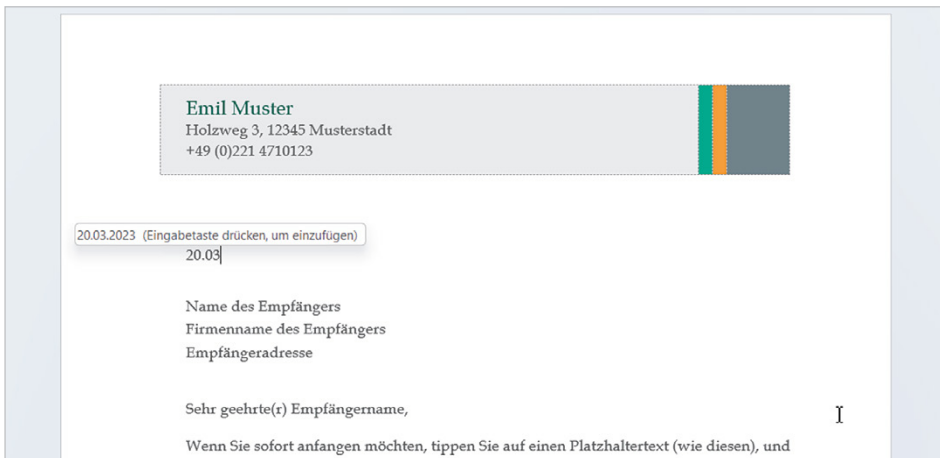 Emil Muster
Holzweg 3, 12345 Musterstadt
+49 (0)221 4710123
20.03.2023 (Eingabetaste drücken, um einzufügen)
20.03
Name des Empfängers
Firmenname des Empfängers
Empfängeradresse
Sehr geehrte(r) Empfängername,
Wenn Sie sofort anfangen möchten, tippen Sie auf einen Platzhaltertext (wie diesen), und